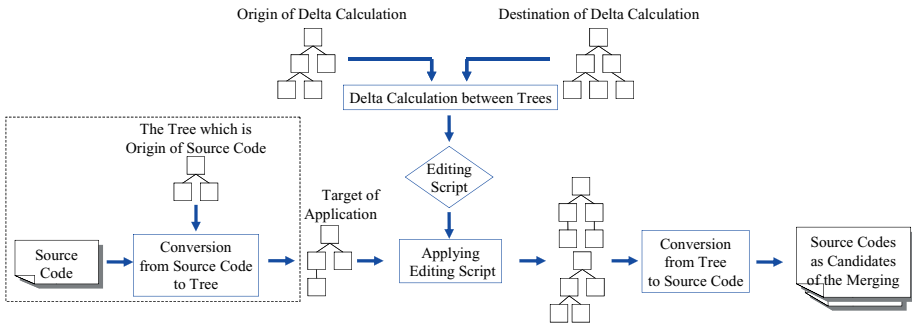 Origin of Delta Calculation
Destination of Delta Calculation
Delta Calculation between Trees
The Tree which is
Origin of Source Code
Editing
Script
Target of
Application
Source
Code
Conversion
from Source Code
to Tree
Applying
Editing Script
Conversion
from Tree
to Source Code
Source Codes
as Candidates
of the Merging